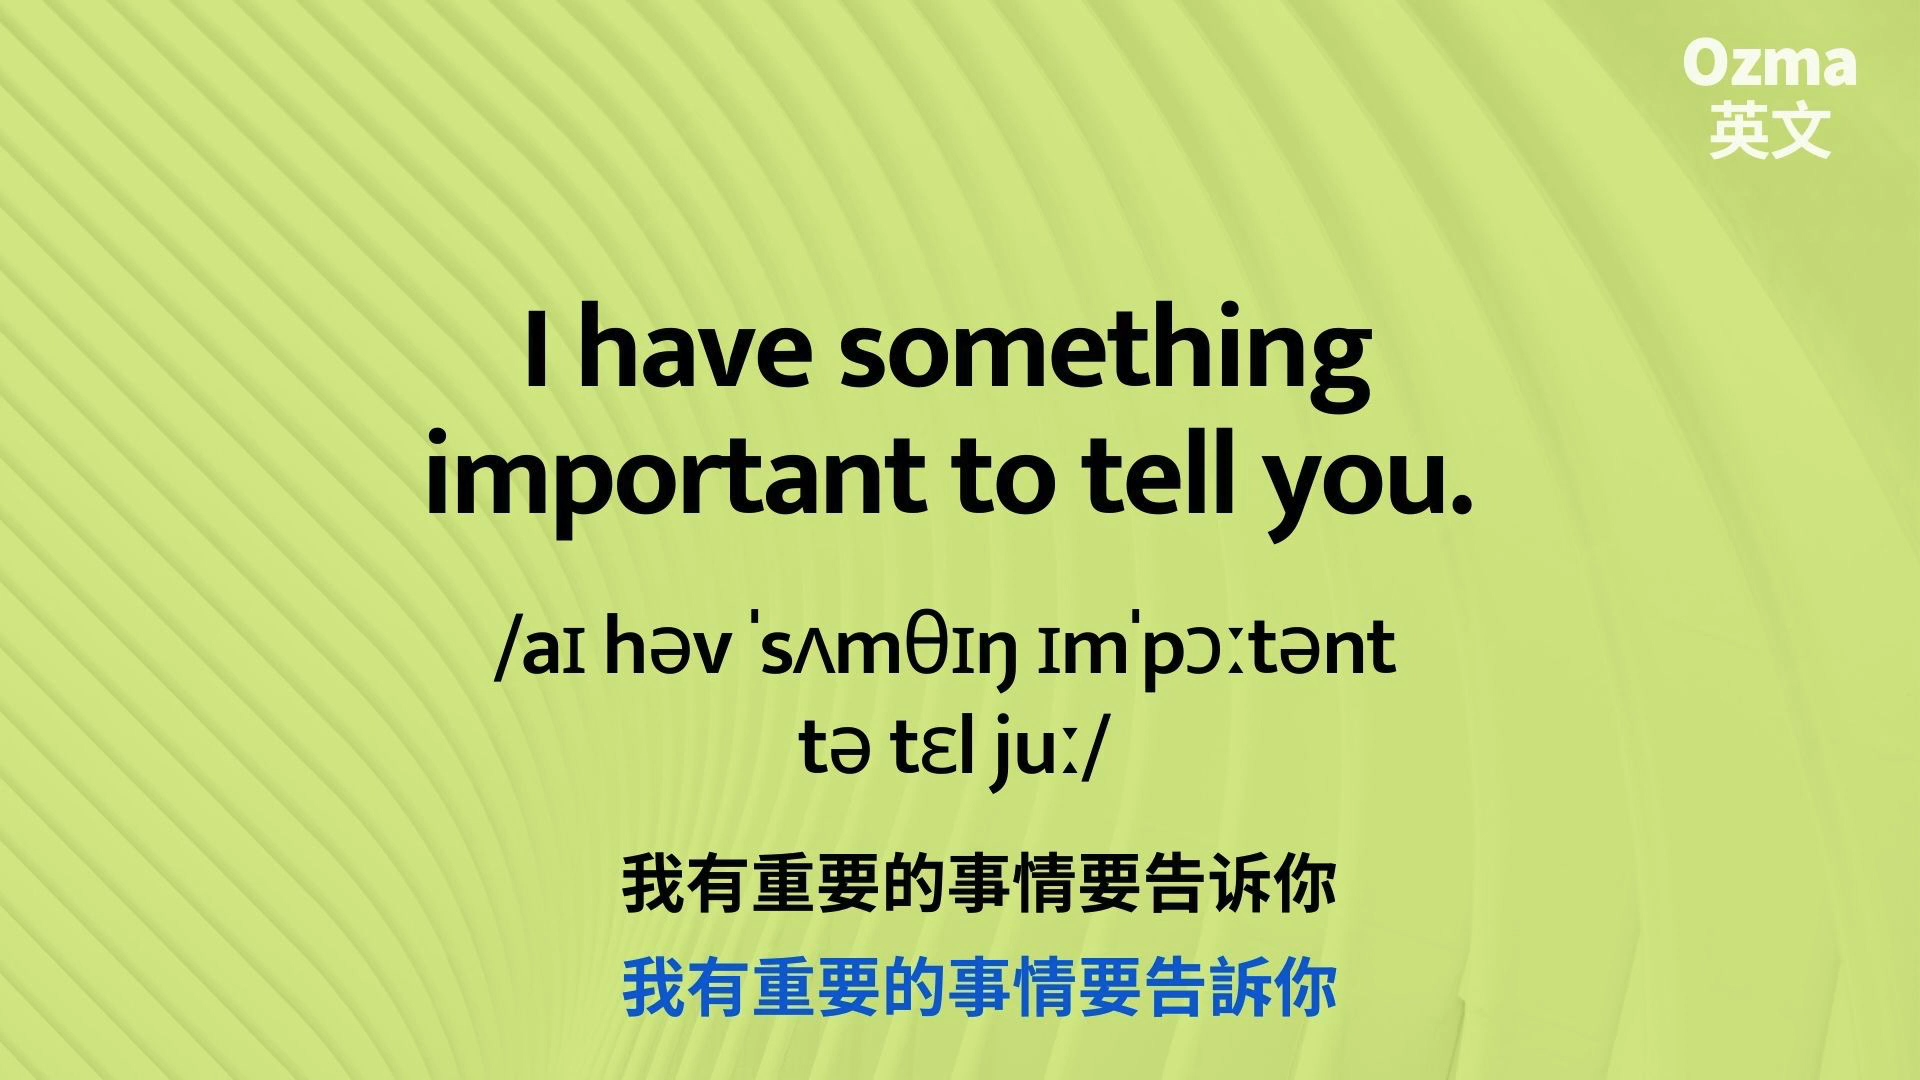 Ozma
英文
I have something
important to tell you.
/aɪ həv ˈsʌmθɪŋ ɪmˈpɔːtənt
tə tɛl juː/
我有重要的事情要告诉你
我有重要的事情要告訴你